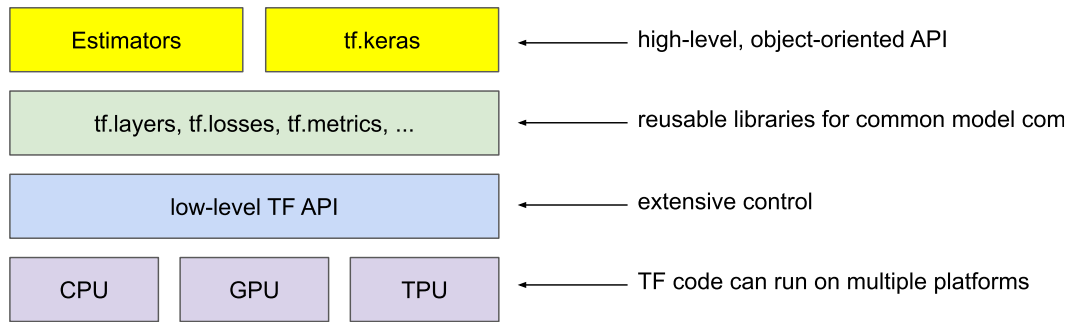 Estimators tf.keras high-level, object-oriented API
tf.layers, tf.losses, tf.metrics, ... reusable libraries for common model com
low-level TF API extensive control
CPU GPU TPU TF code can run on multiple platforms